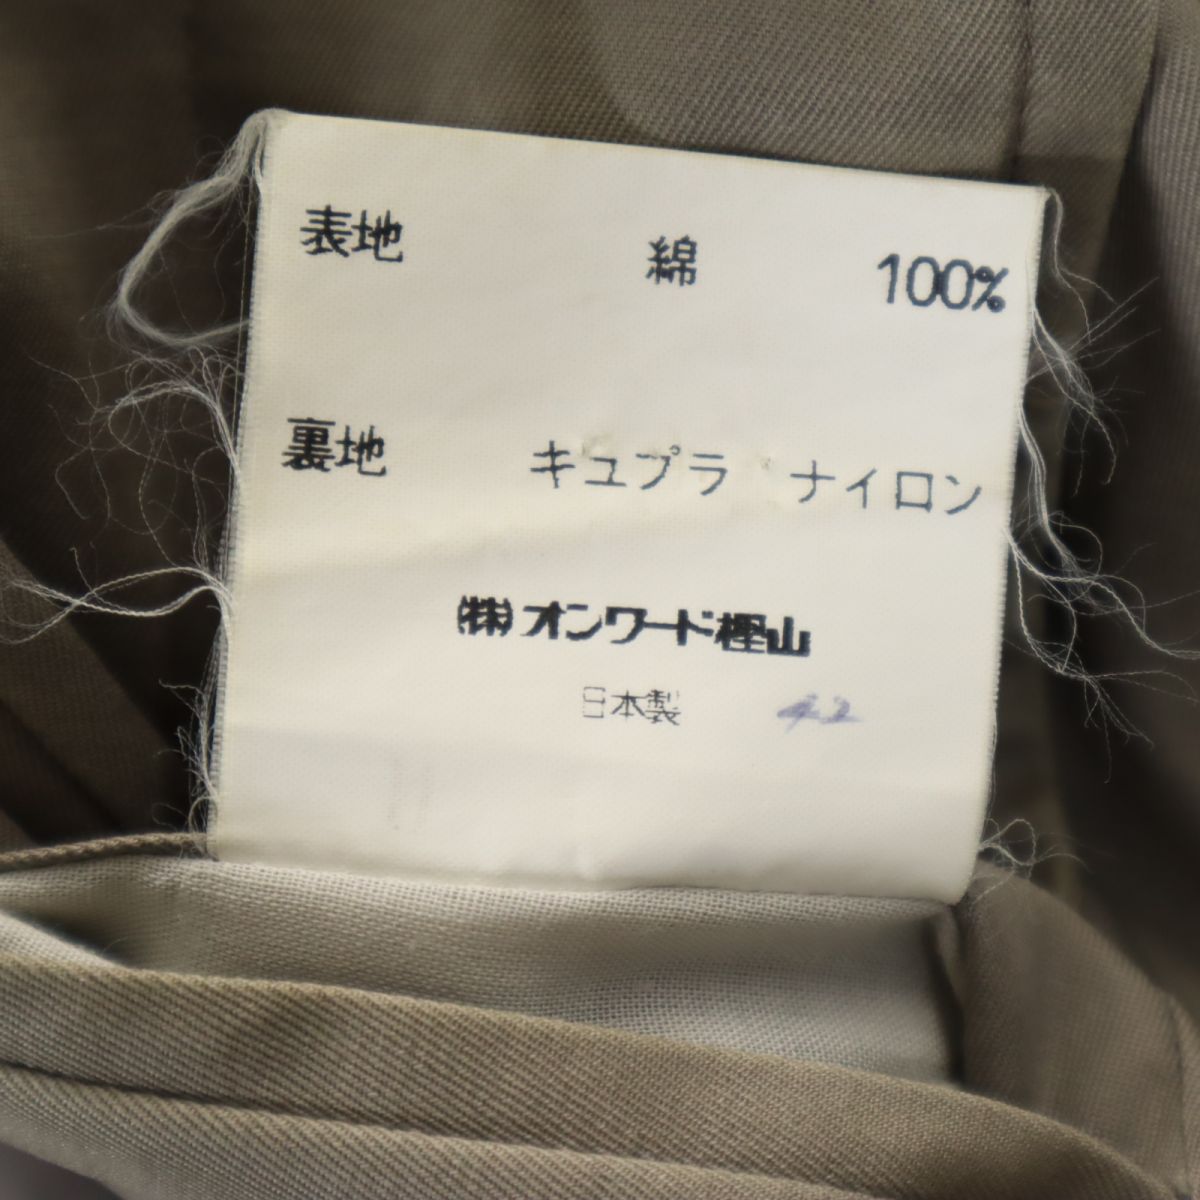 表地 綿 100%
裏地 キュプラ ナイロン
㈱オンワード樫山
日本製 42